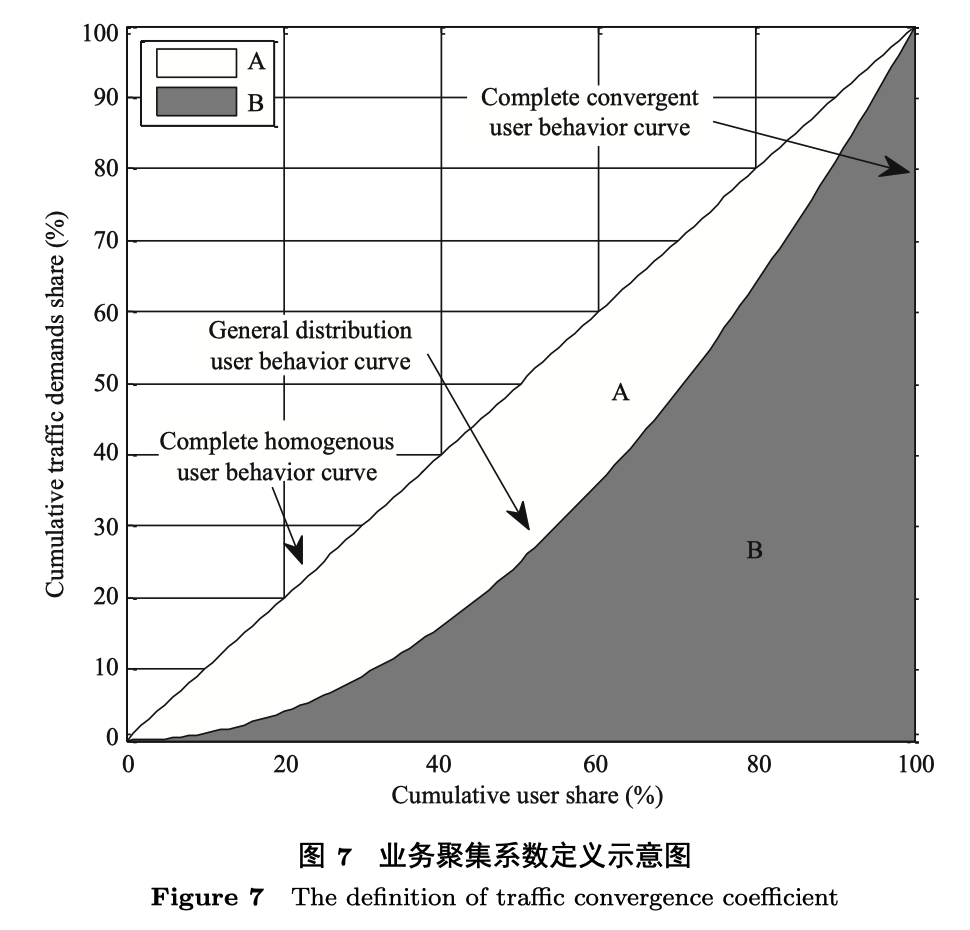 100
90
80
70
60
50
40
30
20
10
0
A
B
Complete convergent
user behavior curve
General distribution
user behavior curve
Complete homogenous
user behavior curve
A
B
Cumulative traffic demands share (%)
0
20
40
60
80
100
Cumulative user share (%)
图 7 业务聚集系数定义示意图
Figure 7 The definition of traffic convergence coefficient